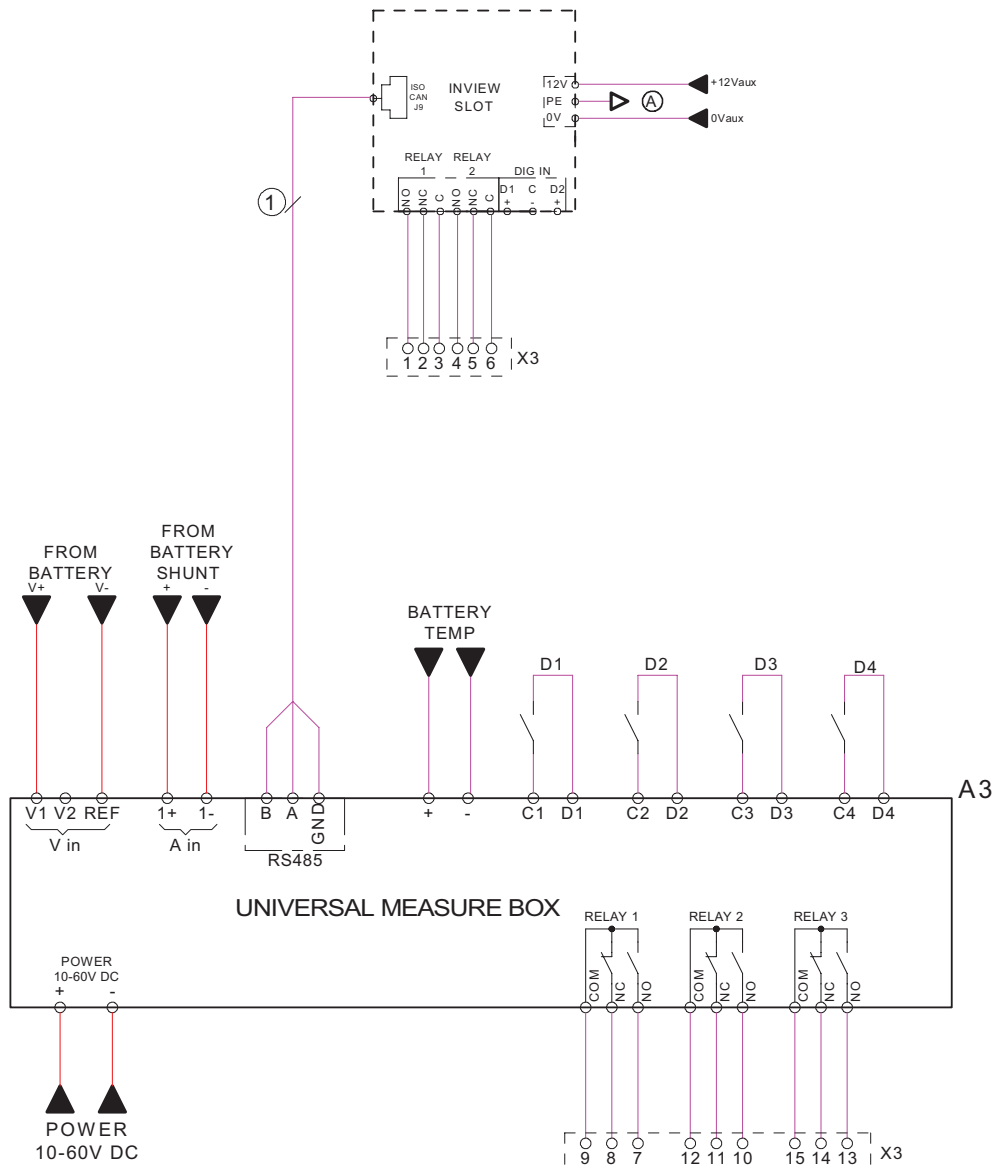 ISO
CAN
J9
INVIEW
SLOT
12V
PE
0V
+12Vaux
A
0Vaux
RELAY
1
RELAY
2
DIG IN
NO
NC
C
NO
NC
C
D1
+
C
-
D2
+
1
1 2 3 4 5 6
X3
FROM
BATTERY
V+ V-
FROM
BATTERY
SHUNT
+ -
BATTERY
TEMP
D1
D2
D3
D4
A3
V1 V2 REF
V in
1+ 1-
A in
B A GND
RS485
+ -
C1 D1
C2 D2
C3 D3
C4 D4
UNIVERSAL MEASURE BOX
POWER
10-60V DC
+ -
RELAY 1
COM
NC
NO
RELAY 2
COM
NC
NO
RELAY 3
COM
NC
NO
POWER
10-60V DC
9 8 7 12 11 10 15 14 13
X3